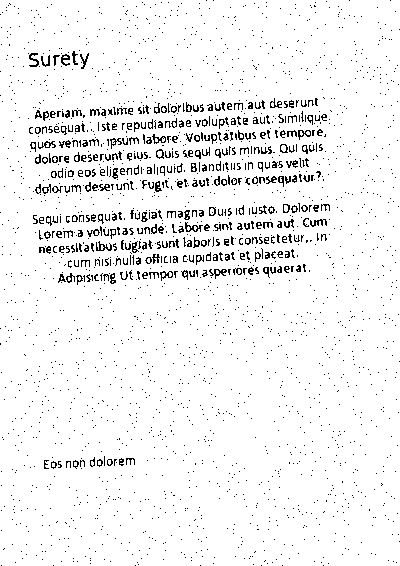 Surety
Aperiam, maxime sit doloribus autem aut deserunt
consequat.. Iste repudiandae voluptate aut. Similique
quos veniam, ipsum labore. Voluptatibus et tempore,
dolore deserunt eius. Quis sequi quis minus. Qui quis
odio eos eligendi aliquid. Blanditiis in quas velit
dolorum deserunt. Fugit, et aut dolor consequatur?.
Sequi consequat. fugiat magna Duis id iusto. Dolorem
Lorem a voluptas unde. Labore sint autem aut. Cum
necessitatibus fugiat sunt laboris et consectetur,. In
cum nisi nulla officia cupidatat et placeat.
Adipisicing Ut tempor qui asperiores quaerat.
Eos non dolorem